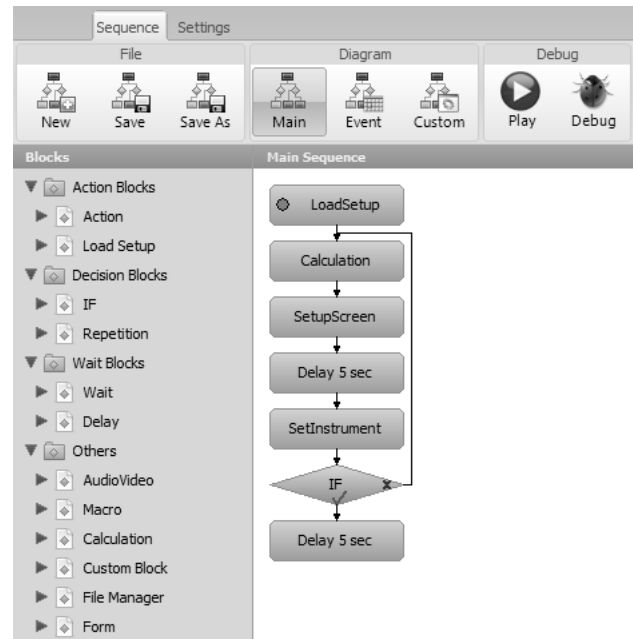 Sequence Settings
File Diagram Debug
New Save Save As Main Event Custom Play Debug
Blocks
Action Blocks
Action
Load Setup
Decision Blocks
IF
Repetition
Wait Blocks
Wait
Delay
Others
AudioVideo
Macro
Calculation
Custom Block
File Manager
Form
Main Sequence
LoadSetup
Calculation
SetupScreen
Delay 5 sec
SetInstrument
IF
Delay 5 sec